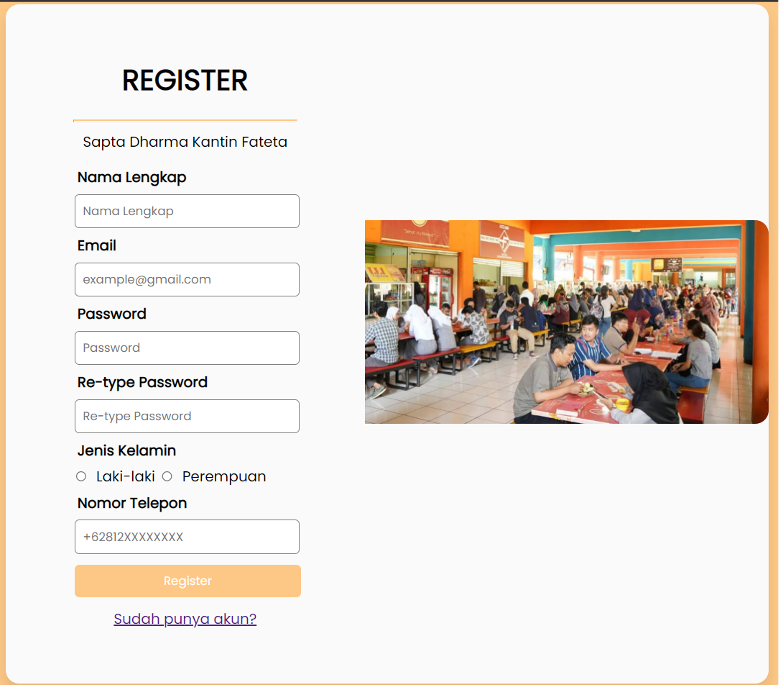 REGISTER
Sapta Dharma Kantin Fateta
Nama Lengkap
Nama Lengkap
Email
example@gmail.com
Password
Password
Re-type Password
Re-type Password
Jenis Kelamin
Laki-laki Perempuan
Nomor Telepon
+62812XXXXXXXX
Register
Sudah punya akun?